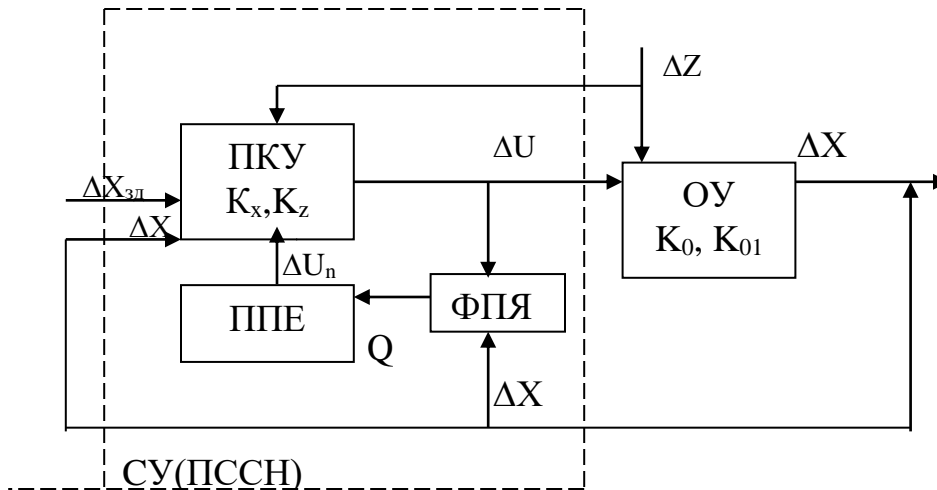 ΔZ
ПКУ
Kx,Kz
ΔU
ΔX
ΔXзд
ΔX
ОУ
K0, K01
ΔUn
ППЕ
ФПЯ
Q
ΔX
СУ(ПССН)